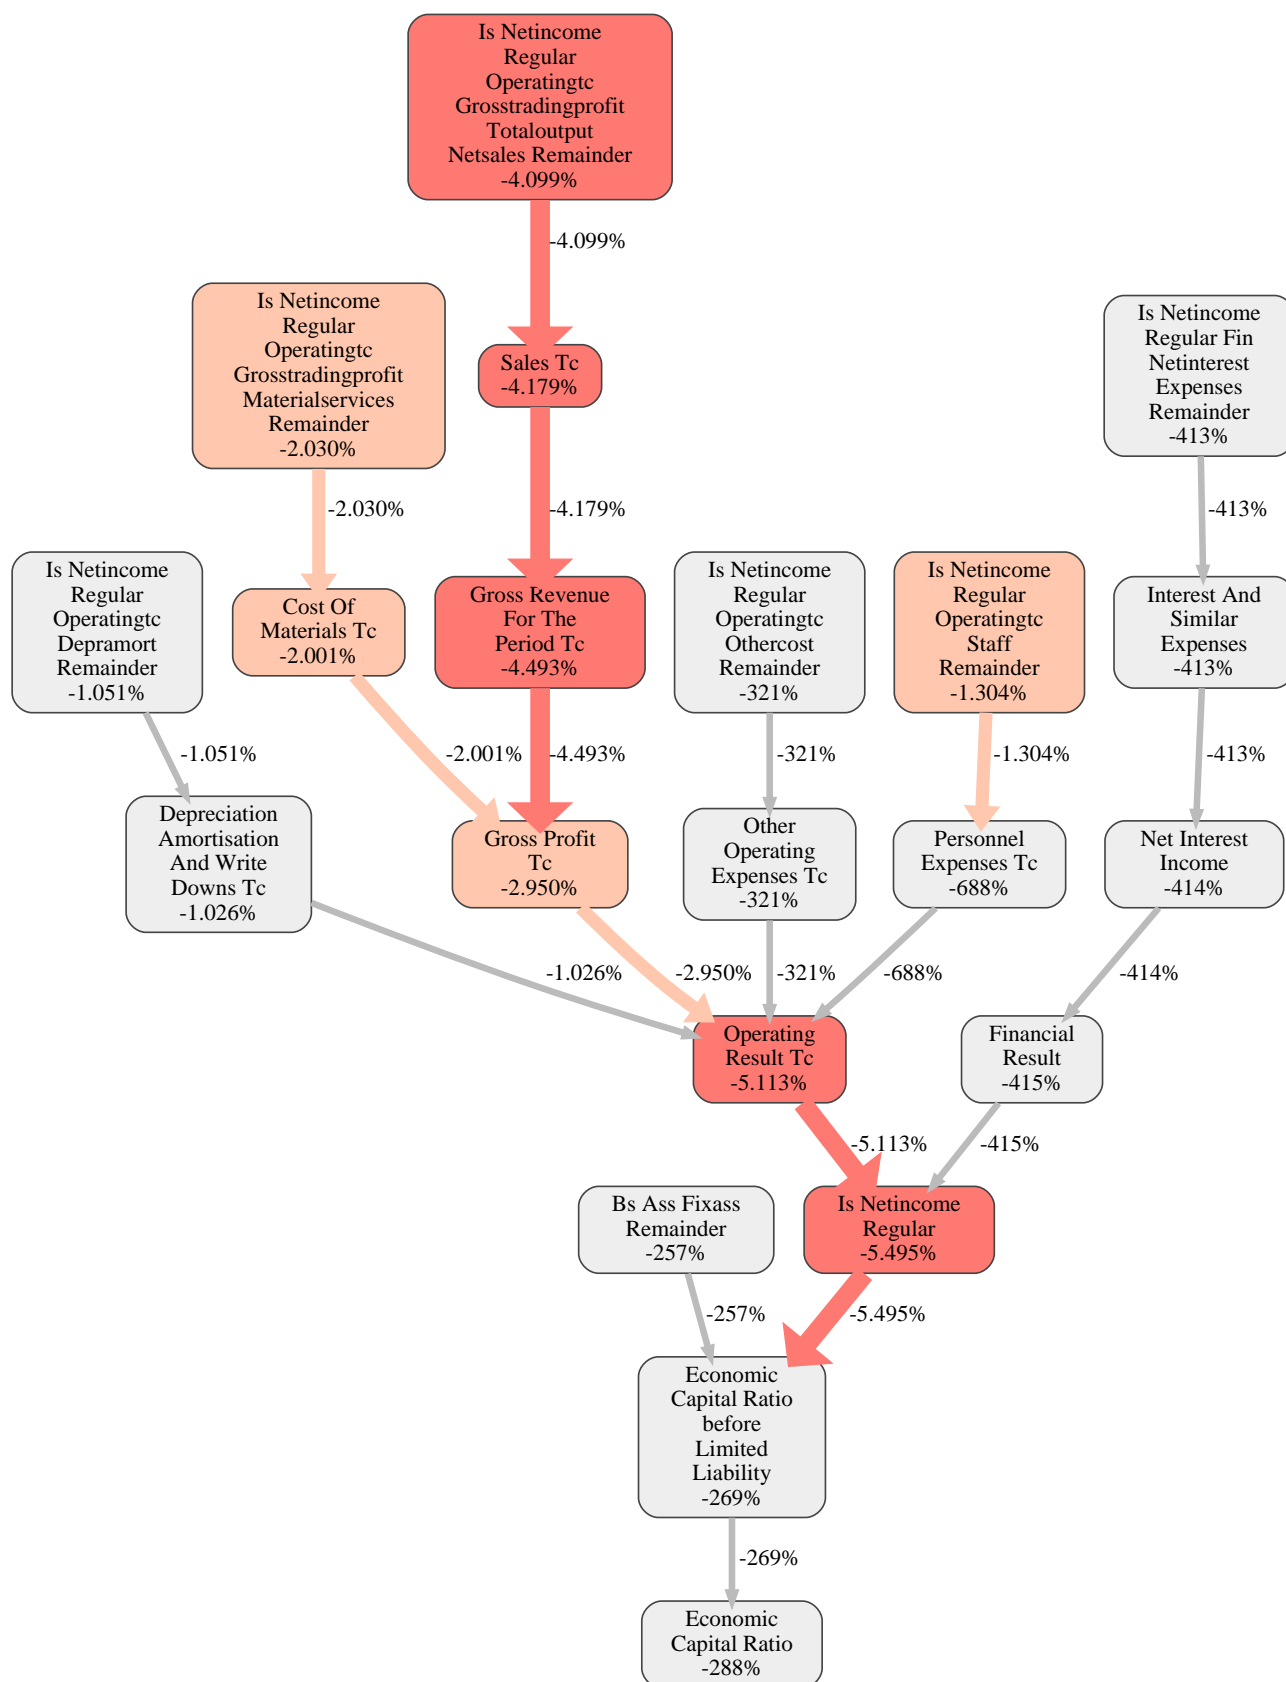 Is Netincome
Regular
Operatingtc
Grosstradingprofit
Totaloutput
Netsales Remainder
-4.099%
-4.099%
Is Netincome
Regular
Operatingtc
Grosstradingprofit
Materialservices
Remainder
-2.030%
Is Netincome
Regular Fin
Netinterest
Expenses
Remainder
-413%
Sales Tc
-4.179%
-2.030%
-4.179%
-413%
Is Netincome
Regular
Operatingtc
Depramort
Remainder
-1.051%
Cost Of
Materials Tc
-2.001%
Gross Revenue
For The
Period Tc
-4.493%
Is Netincome
Regular
Operatingtc
Othercost
Remainder
-321%
Is Netincome
Regular
Operatingtc
Staff
Remainder
-1.304%
Interest And
Similar
Expenses
-413%
-1.051%
-2.001%
-4.493%
-321%
-1.304%
-413%
Depreciation
Amortisation
And Write
Downs Tc
-1.026%
Gross Profit
Tc
-2.950%
Other
Operating
Expenses Tc
-321%
Personnel
Expenses Tc
-688%
Net Interest
Income
-414%
-1.026%
-2.950%
-321%
-688%
-414%
Operating
Result Tc
-5.113%
Financial
Result
-415%
-5.113%
-415%
Bs Ass Fixass
Remainder
-257%
Is Netincome
Regular
-5.495%
-257%
-5.495%
Economic
Capital Ratio
before
Limited
Liability
-269%
-269%
Economic
Capital Ratio
-288%